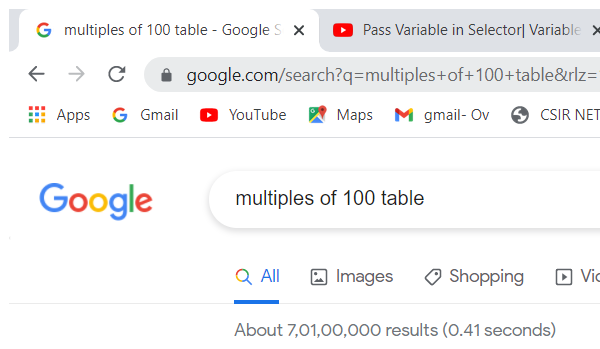 multiples of 100 table - Google S
Pass Variable in Selector| Variable
google.com/search?q=multiples+of+100+table&rlz=
Apps Gmail YouTube Maps gmail- Ov CSIR NET
Google multiples of 100 table
All Images Shopping Vic
About 7,01,00,000 results (0.41 seconds)